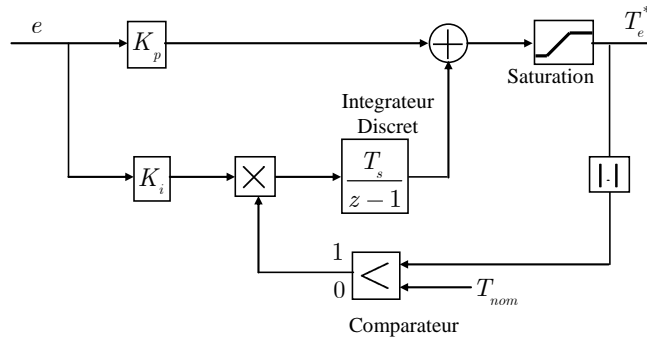 e
K_p
+
T_e^*
Saturation
Integrateur
Discret
K_i
×
T_s
z − 1
|.|
1
0
<
T_nom
Comparateur